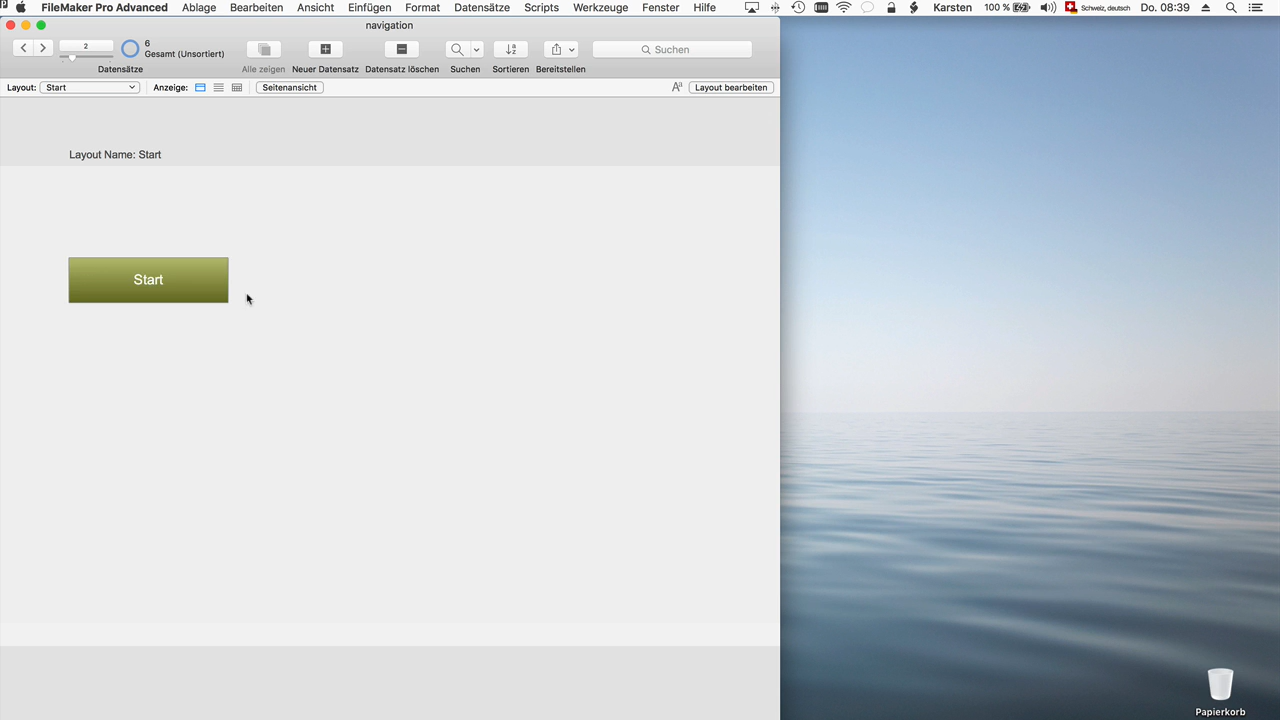 FileMaker Pro Advanced Ablage Bearbeiten Ansicht Einfügen Format Datensätze Scripts Werkzeuge Fenster Hilfe Karsten 100 % Schweiz, deutsch Do. 08:39
navigation
2 6
Gesamt (Unsortiert)
Suchen
Datensätze Alle zeigen Neuer Datensatz Datensatz löschen Suchen Sortieren Bereitstellen
Layout: Start Anzeige: Seitenansicht Aa Layout bearbeiten
Layout Name: Start
Start
Papierkorb